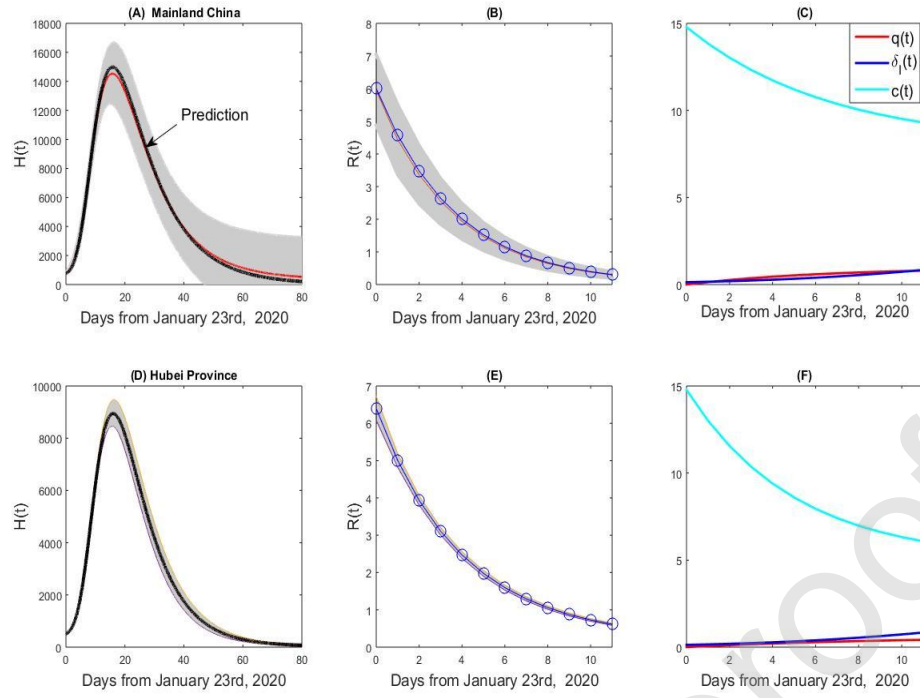 (A) Mainland China
18000
16000
14000
12000
10000
8000
6000
4000
2000
0
H(t)
Prediction
0 20 40 60 80
Days from January 23rd, 2020
(B)
8
7
6
5
4
3
2
1
0
R(t)
0 2 4 6 8 10
Days from January 23rd, 2020
(C)
15
10
5
0
q(t)
δI(t)
c(t)
0 2 4 6 8 10
Days from January 23rd, 2020
(D) Hubei Province
10000
8000
6000
4000
2000
0
H(t)
0 20 40 60 80
Days from January 23rd, 2020
(E)
7
6
5
4
3
2
1
0
R(t)
0 2 4 6 8 10
Days from January 23rd, 2020
(F)
15
10
5
0
0 2 4 6 8 10
Days from January 23rd, 2020
roof